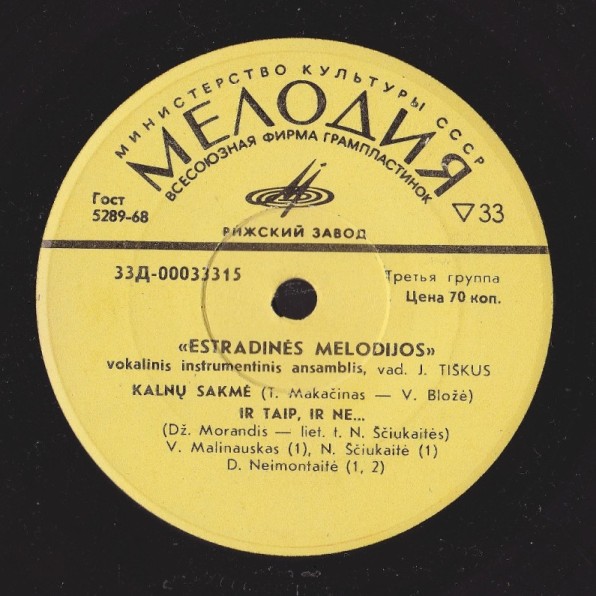 МИНИСТЕРСТВО КУЛЬТУРЫ СССР
МЕЛОДИЯ
ВСЕСОЮЗНАЯ ФИРМА ГРАМПЛАСТИНОК
Гост
5289-68
▽33
РИЖСКИЙ ЗАВОД
33Д-00033315
Третья группа
Цена 70 коп.
«ESTRADINĖS MELODIJOS»
vokalinis instrumentinis ansamblis, vad. J. TIŠKUS
KALNŲ SAKMĖ (T. Makačinas — V. Bložė)
IR TAIP, IR NE...
(Dž. Morandis — liet. t. N. Ščiukaitės)
V. Malinauskas (1), N. Ščiukaitė (1)
D. Neimontaitė (1, 2)